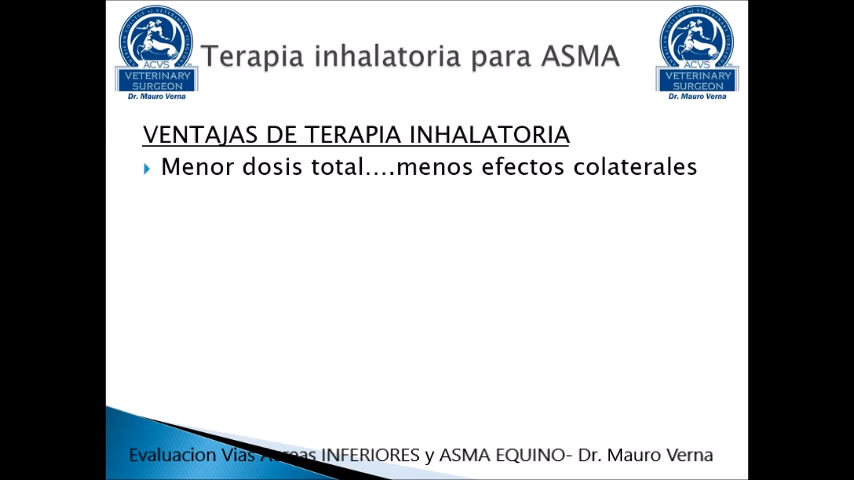 Terapia inhalatoria para ASMA
ACVS
VETERINARY
SURGEON
Dr. Mauro Verna
ACVS
VETERINARY
SURGEON
Dr. Mauro Verna
VENTAJAS DE TERAPIA INHALATORIA
Menor dosis total....menos efectos colaterales
Evaluacion Vias Aereas INFERIORES y ASMA EQUINO- Dr. Mauro Verna